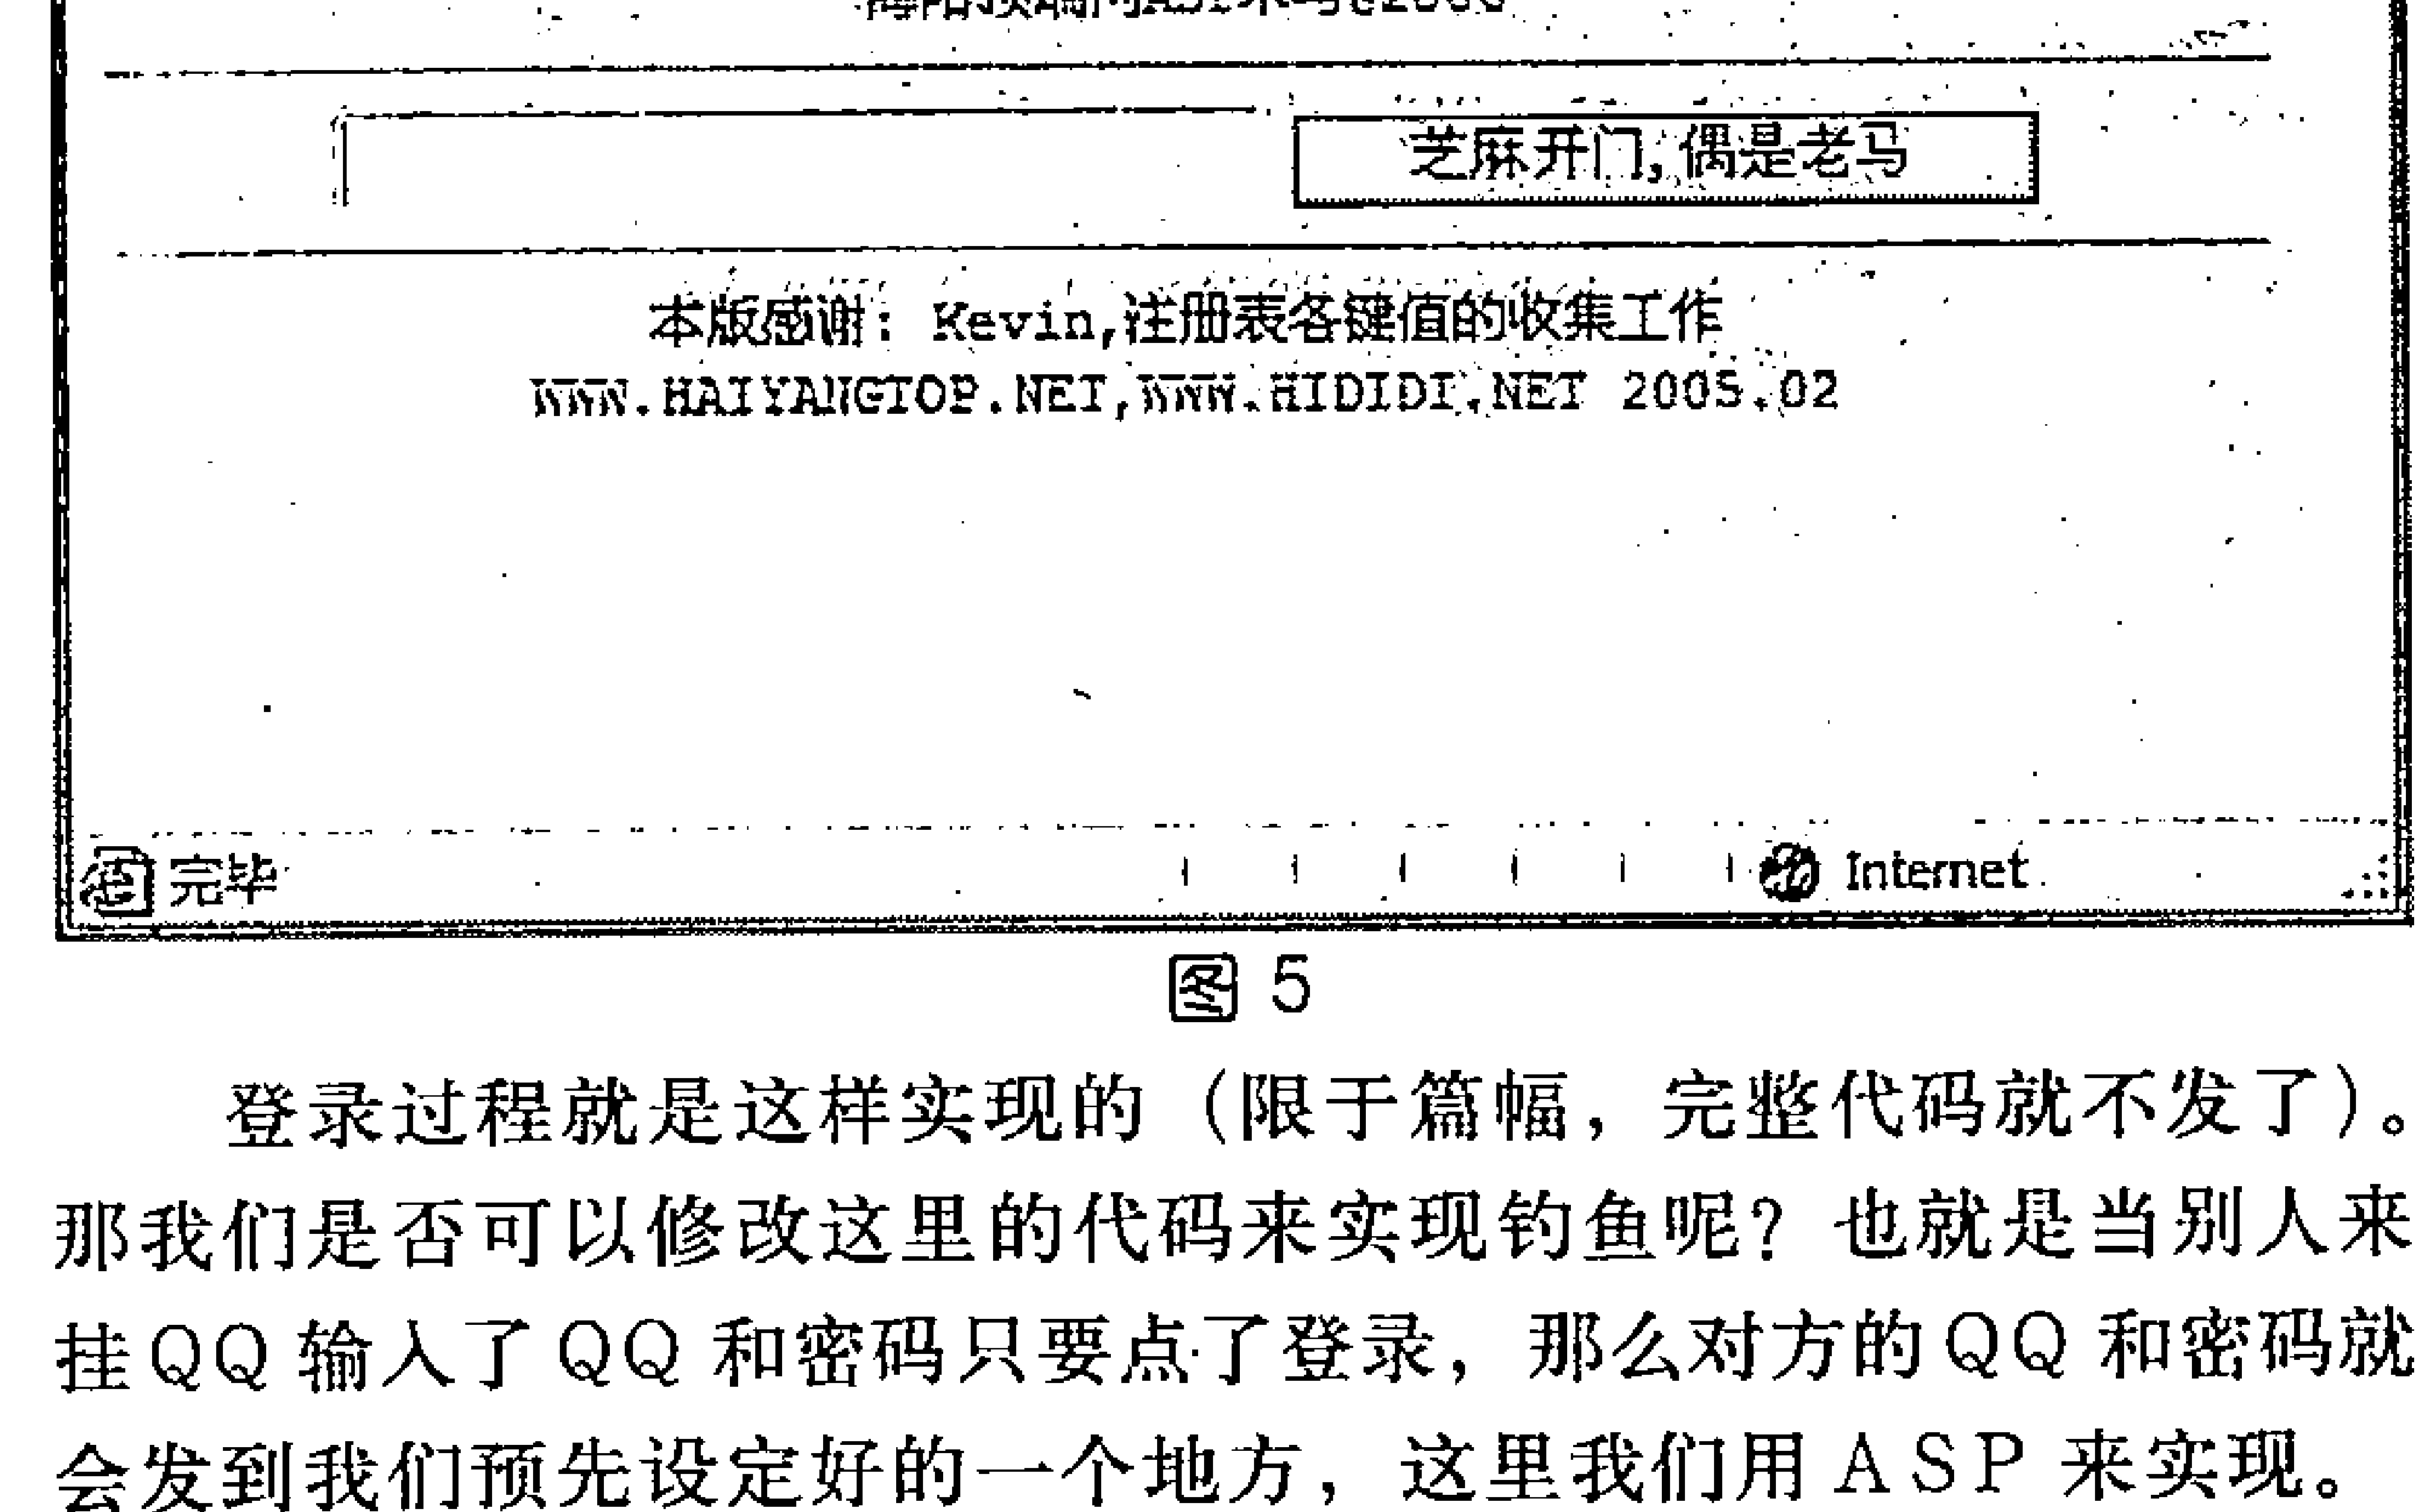 芝麻开门,偶是老马
本版感谢: Kevin,注册表各键值的收集工作
WWW.HAIYANGTOP.NET,WWW.HIDIDI.NET 2005.02
完毕 Internet
图 5
登录过程就是这样实现的（限于篇幅，完整代码就不发了）。
那我们是否可以修改这里的代码来实现钓鱼呢？也就是当别人来
挂QQ输入了QQ和密码只要点了登录，那么对方的QQ和密码就
会发到我们预先设定好的一个地方，这里我们用ASP来实现。